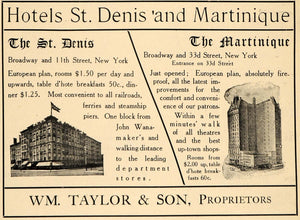 Hotels St. Denis and Martinique
The St. Denis
Broadway and 11th Street, New York
European plan, rooms $1.50 per day and
upwards, table d'hote breakfasts 50c., din-
ner $1.25. Most convenient to all railroads,
ferries and steamship
piers. One block from
John Wana-
maker's and
walking distance
to the leading
department
stores.
The Martinique
Broadway and 33d Street, New York
Entrance on 33d Street
Just opened; European plan, absolutely fire-
proof, all the latest improvements
for the comfort and conven-
ience of our patrons.
Within a few
minutes' walk
of all theatres
and the best
up-town shops
Rooms from
$2.00 up, table
d'hote break-
fasts 60c.
WM. TAYLOR & SON, PROPRIETORS